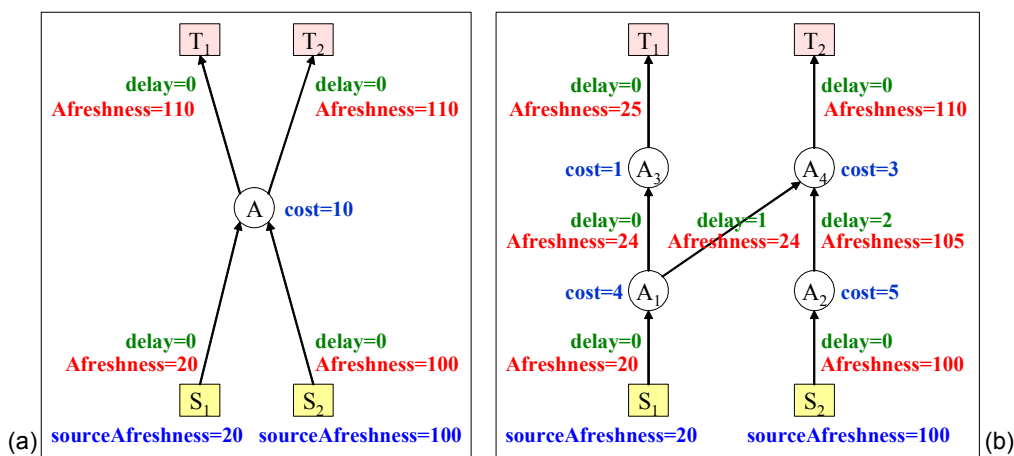 T1 T2
delay=0 delay=0
Afreshness=110 Afreshness=110
A cost=10
delay=0 delay=0
Afreshness=20 Afreshness=100
S1 S2
(a) sourceAfreshness=20 sourceAfreshness=100
T1 T2
delay=0 delay=0
Afreshness=25 Afreshness=110
cost=1 A3 A4 cost=3
delay=0 delay=1 delay=2
Afreshness=24 Afreshness=24 Afreshness=105
cost=4 A1 A2 cost=5
delay=0 delay=0
Afreshness=20 Afreshness=100
S1 S2
sourceAfreshness=20 sourceAfreshness=100 (b)